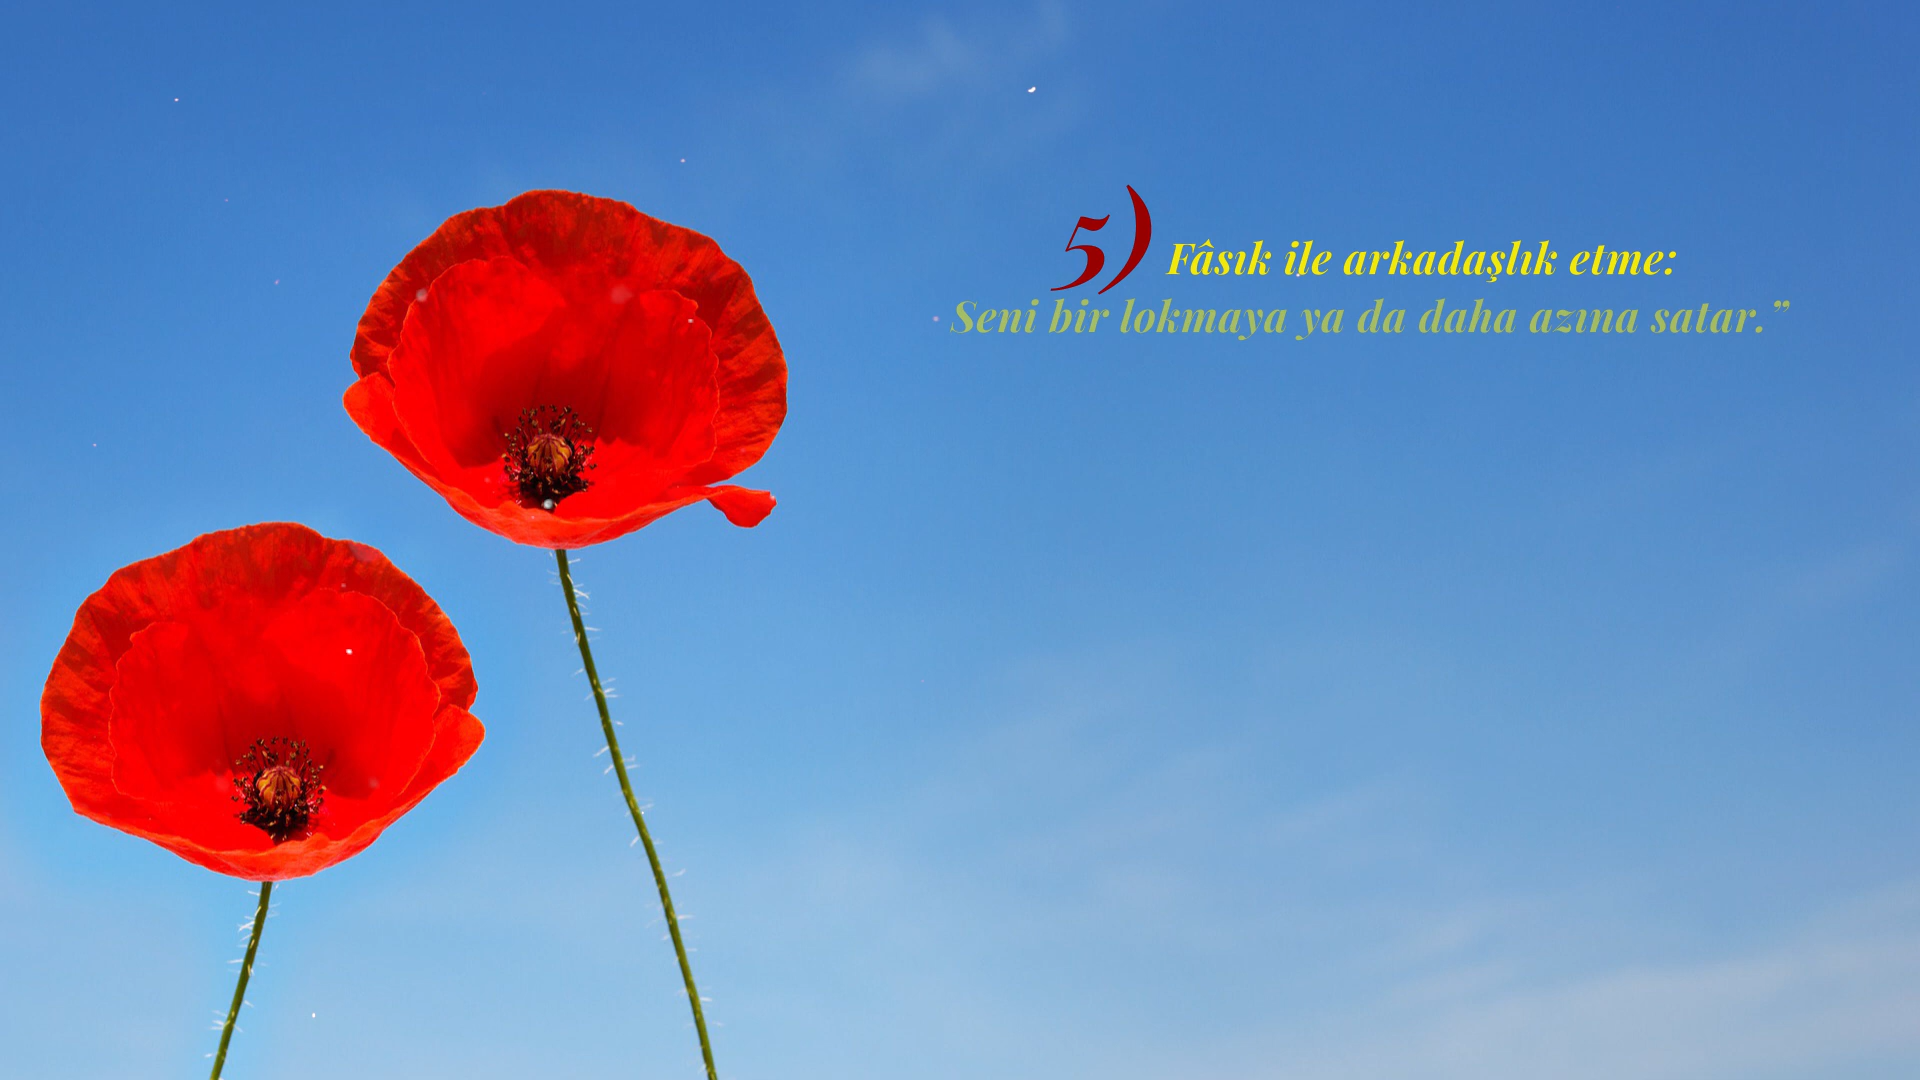 5) Fâsık ile arkadaşlık etme:
Seni bir lokmaya ya da daha azına satar.”